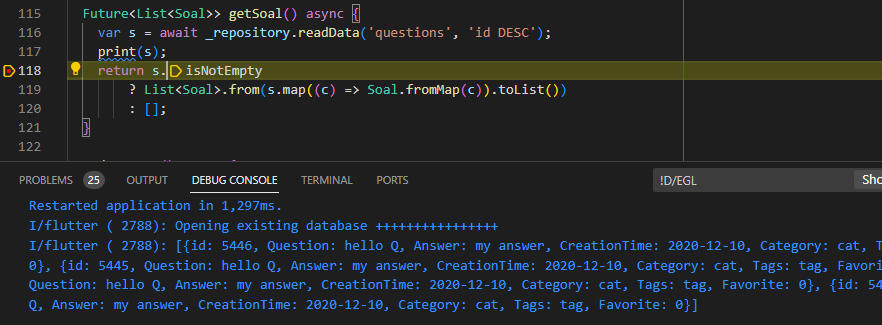 115 Future<List<Soal>> getSoal() async {
116 var s = await _repository.readData('questions', 'id DESC');
117 print(s);
118 return s.isNotEmpty
119 ? List<Soal>.from(s.map((c) => Soal.fromMap(c)).toList())
120 : [];
121 }
122
PROBLEMS 25 OUTPUT DEBUG CONSOLE TERMINAL PORTS !D/EGL Sho
Restarted application in 1,297ms.
I/flutter ( 2788): Opening existing database ++++++++++++++++
I/flutter ( 2788): [{id: 5446, Question: hello Q, Answer: my answer, CreationTime: 2020-12-10, Category: cat, T
0}, {id: 5445, Question: hello Q, Answer: my answer, CreationTime: 2020-12-10, Category: cat, Tags: tag, Favori
Question: hello Q, Answer: my answer, CreationTime: 2020-12-10, Category: cat, Tags: tag, Favorite: 0}, {id: 54
Q, Answer: my answer, CreationTime: 2020-12-10, Category: cat, Tags: tag, Favorite: 0}]